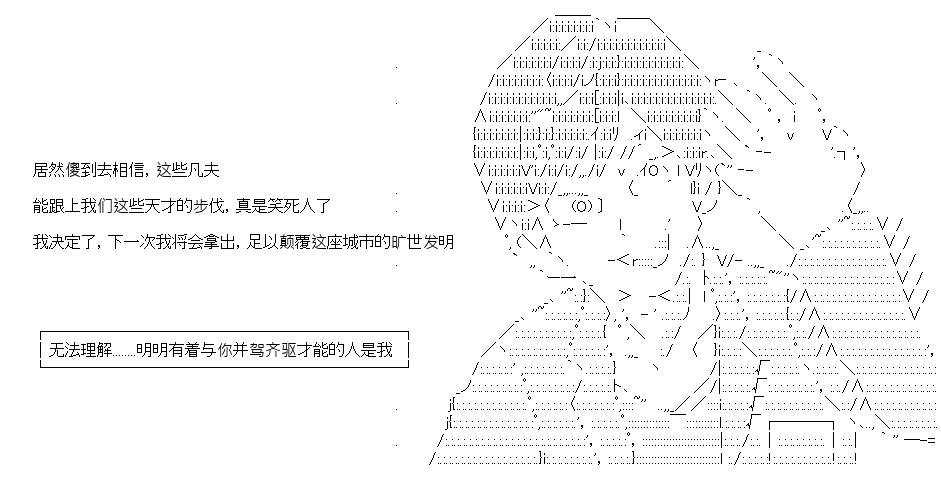 居然傻到去相信，这些凡夫
能跟上我们这些天才的步伐，真是笑死人了
我决定了，下一次我将会拿出，足以颠覆这座城市的旷世发明
无法理解.......明明有着与你并驾齐驱才能的人是我